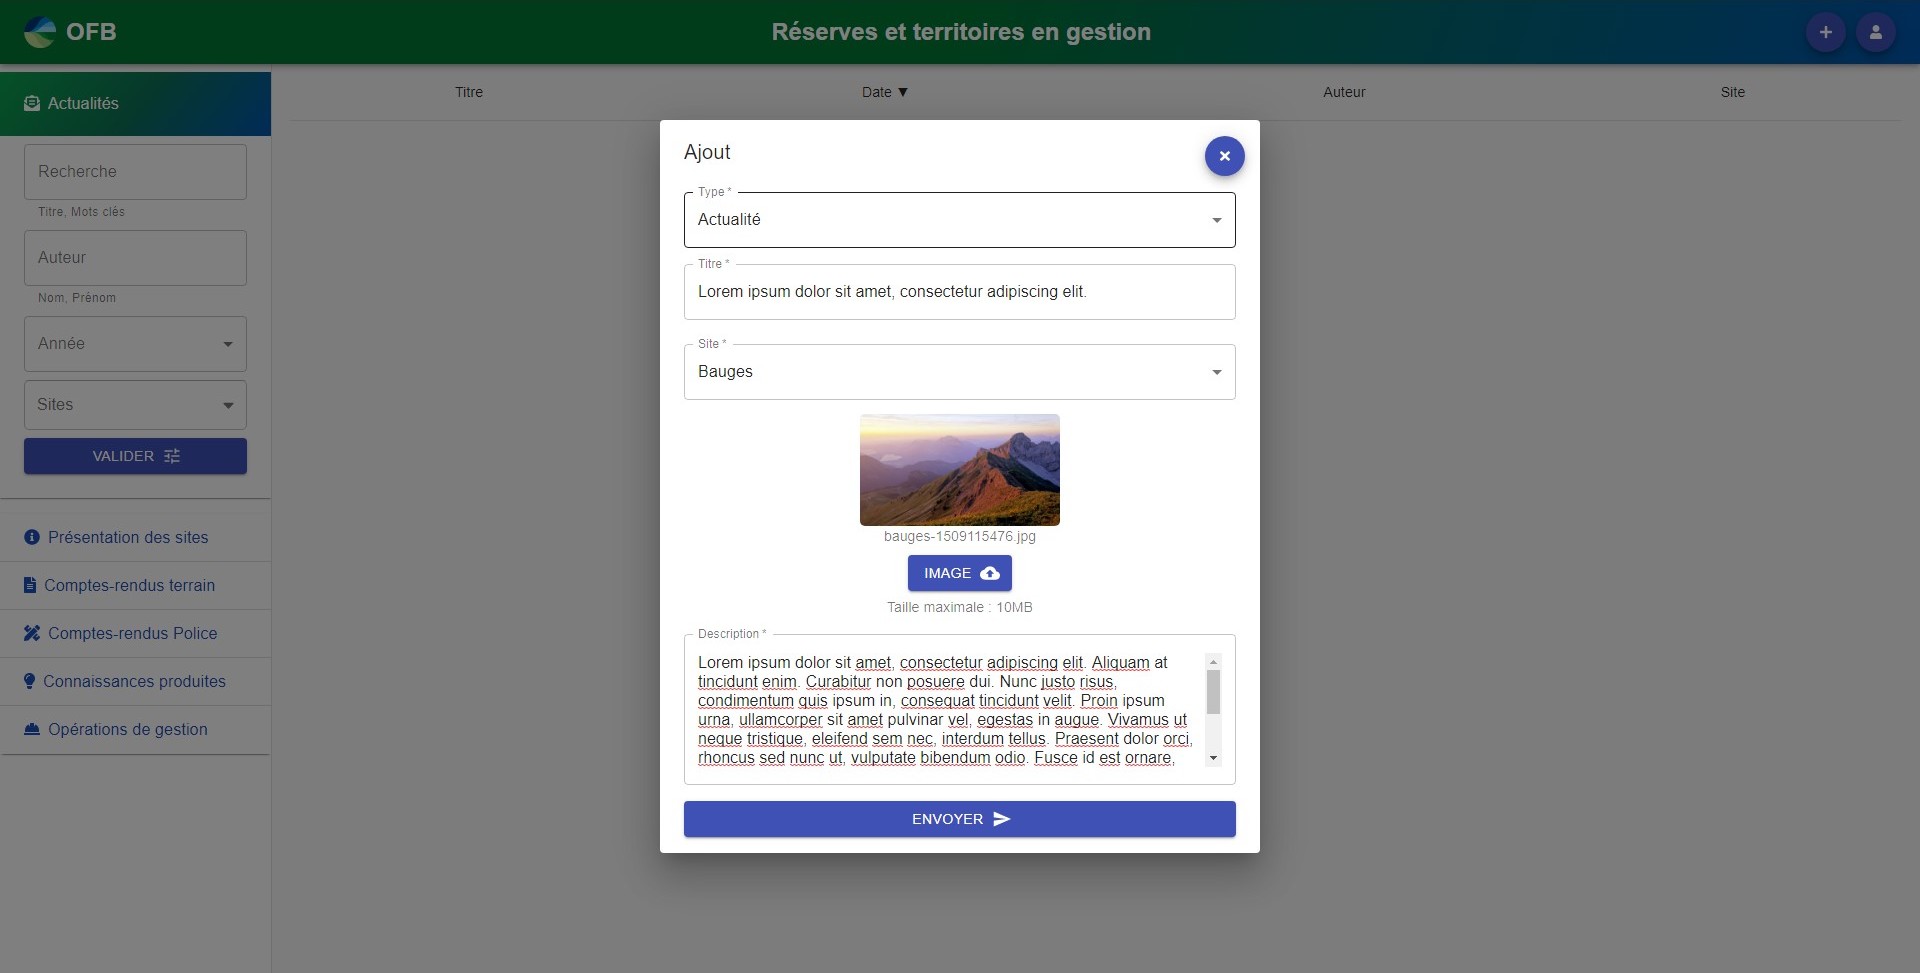 OFB
Réserves et territoires en gestion
Actualités
Recherche
Titre, Mots clès
Auteur
Nom, Prénom
Année
Sites
VALIDER
Présentation des sites
Comptes-rendus terrain
Comptes-rendus Police
Connaissances produites
Opérations de gestion
Titre Date ▼ Auteur Site
Ajout
Type *
Actualité
Titre *
Lorem ipsum dolor sit amet, consectetur adipiscing elit.
Site *
Bauges
bauges-1509115476.jpg
IMAGE
Taille maximale : 10MB
Description *
Lorem ipsum dolor sit amet, consectetur adipiscing elit. Aliquam at
tincidunt enim. Curabitur non posuere dui. Nunc justo risus,
condimentum quis ipsum in, consequat tincidunt velit. Proin ipsum
urna, ullamcorper sit amet pulvinar vel, egestas in augue. Vivamus ut
neque tristique, eleifend sem nec, interdum tellus. Praesent dolor orci,
rhoncus sed nunc ut, vulputate bibendum odio. Fusce id est ornare,
ENVOYER